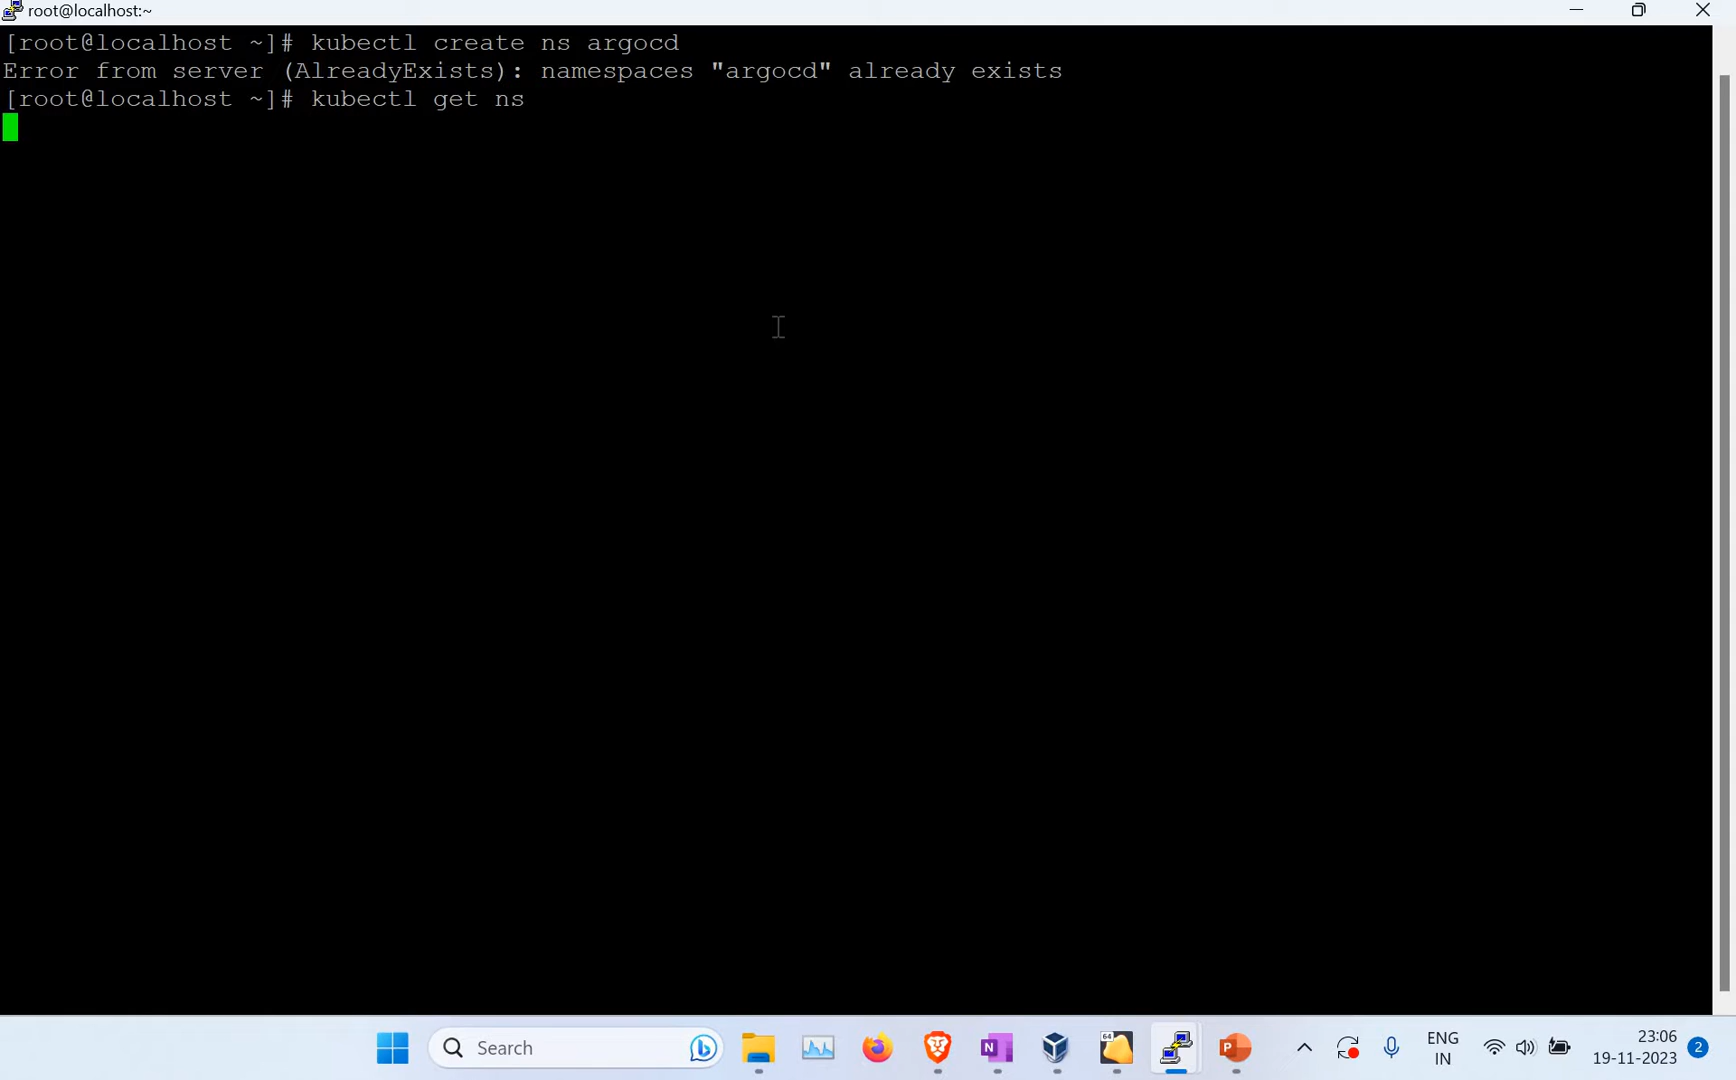 root@localhost:~
[root@localhost ~]# kubectl create ns argocd
Error from server (AlreadyExists): namespaces "argocd" already exists
[root@localhost ~]# kubectl get ns
Search
N
64
P
ENG
IN
23:06
19-11-2023
2